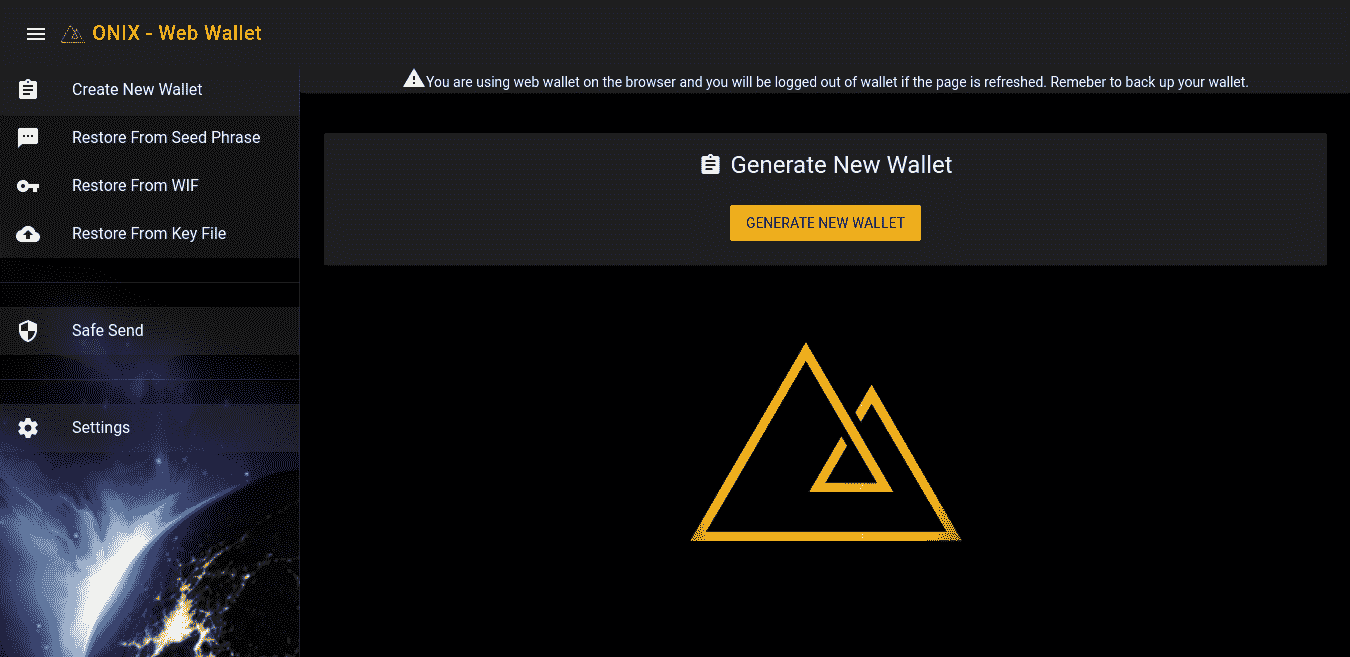 ONIX - Web Wallet
Create New Wallet
Restore From Seed Phrase
Restore From WIF
Restore From Key File
Safe Send
Settings
You are using web wallet on the browser and you will be logged out of wallet if the page is refreshed. Remeber to back up your wallet.
Generate New Wallet
GENERATE NEW WALLET